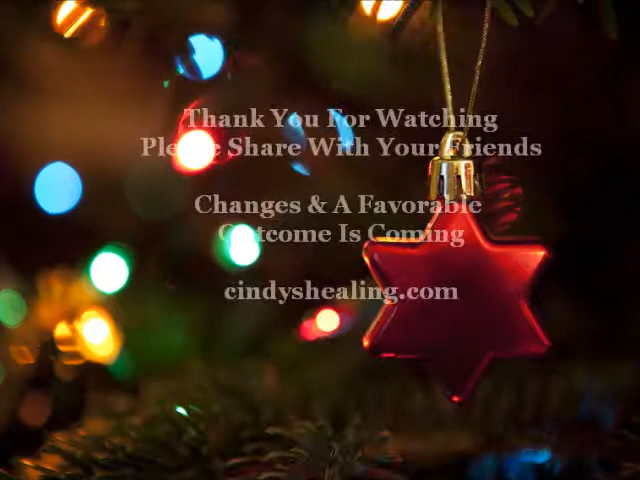 Thank You For Watching
Please Share With Your Friends
Changes & A Favorable
Outcome Is Coming
cindyshealing.com